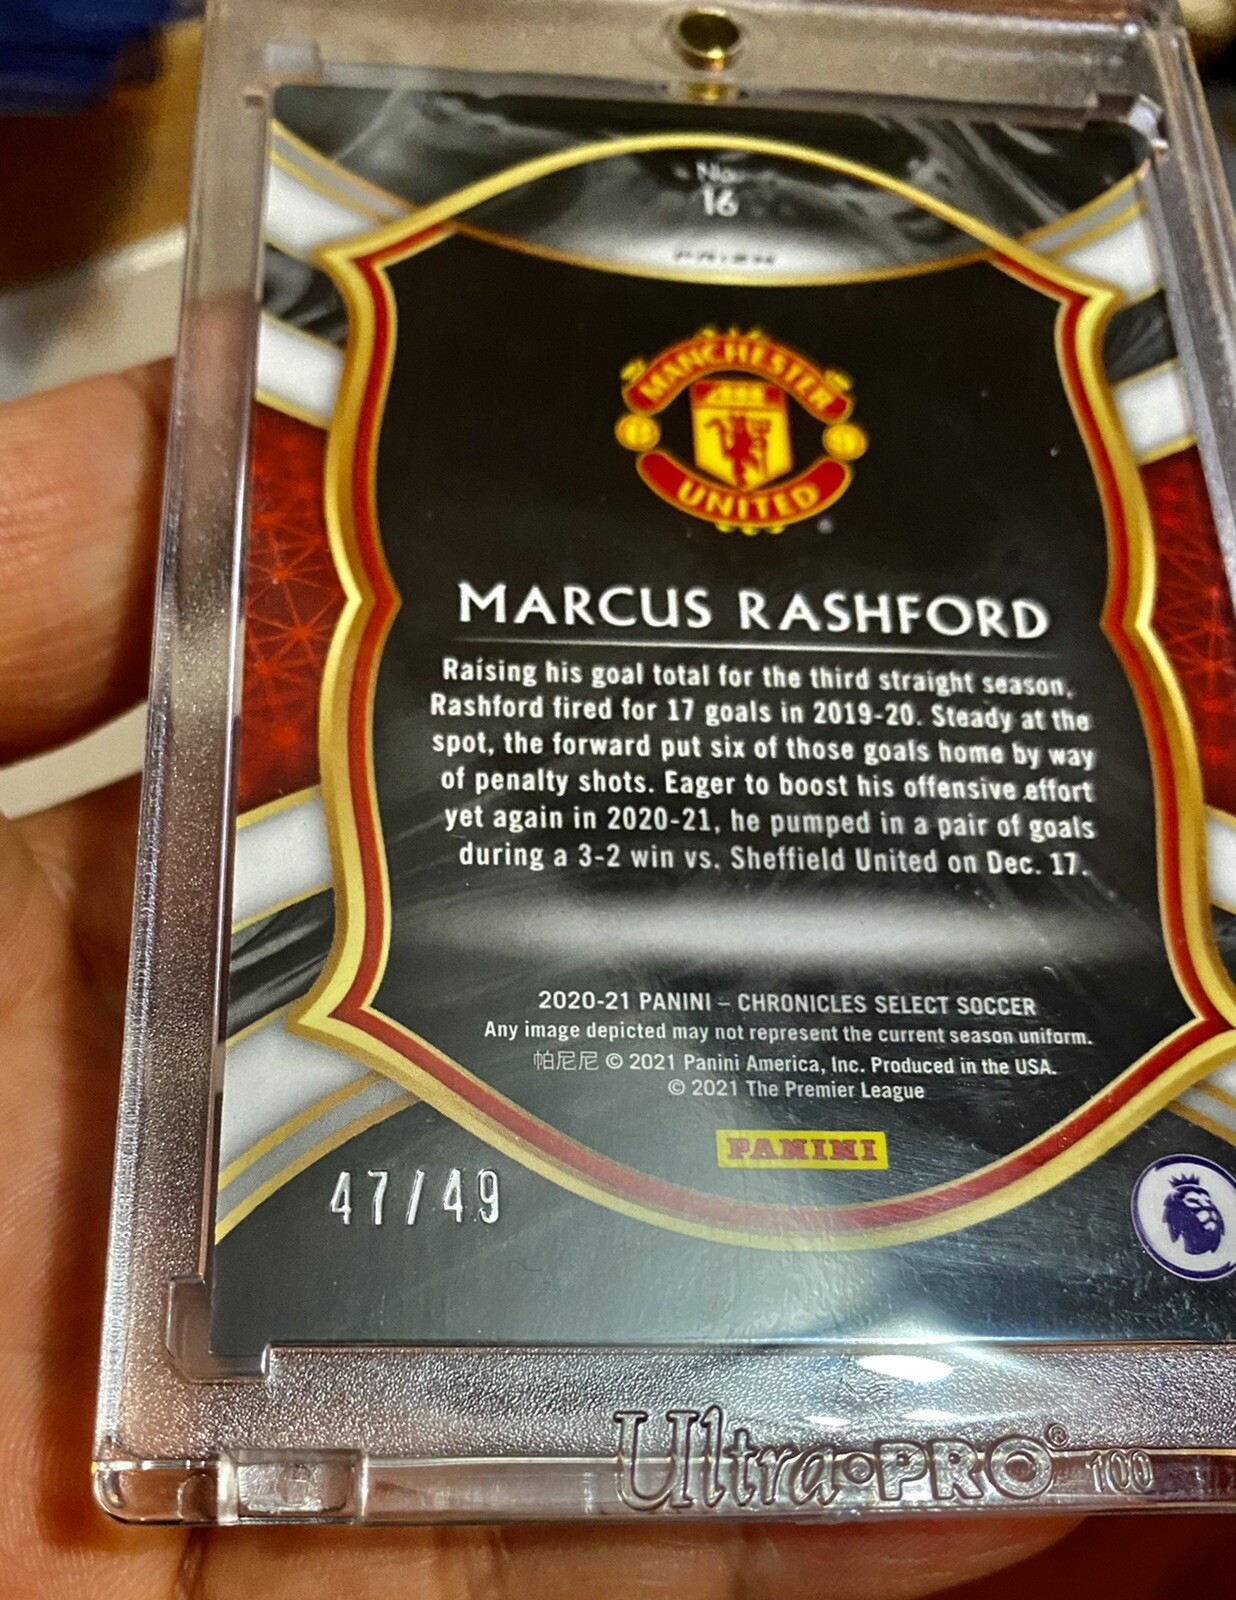 No.
16
PRIZM
MANCHESTER
UNITED
MARCUS RASHFORD
Raising his goal total for the third straight season,
Rashford fired for 17 goals in 2019-20. Steady at the
spot, the forward put six of those goals home by way
of penalty shots. Eager to boost his offensive effort
yet again in 2020-21, he pumped in a pair of goals
during a 3-2 win vs. Sheffield United on Dec. 17.
2020-21 PANINI – CHRONICLES SELECT SOCCER
Any image depicted may not represent the current season uniform.
帕尼尼 © 2021 Panini America, Inc. Produced in the USA.
© 2021 The Premier League
PANINI
47/49
Ultra•PRO® 100